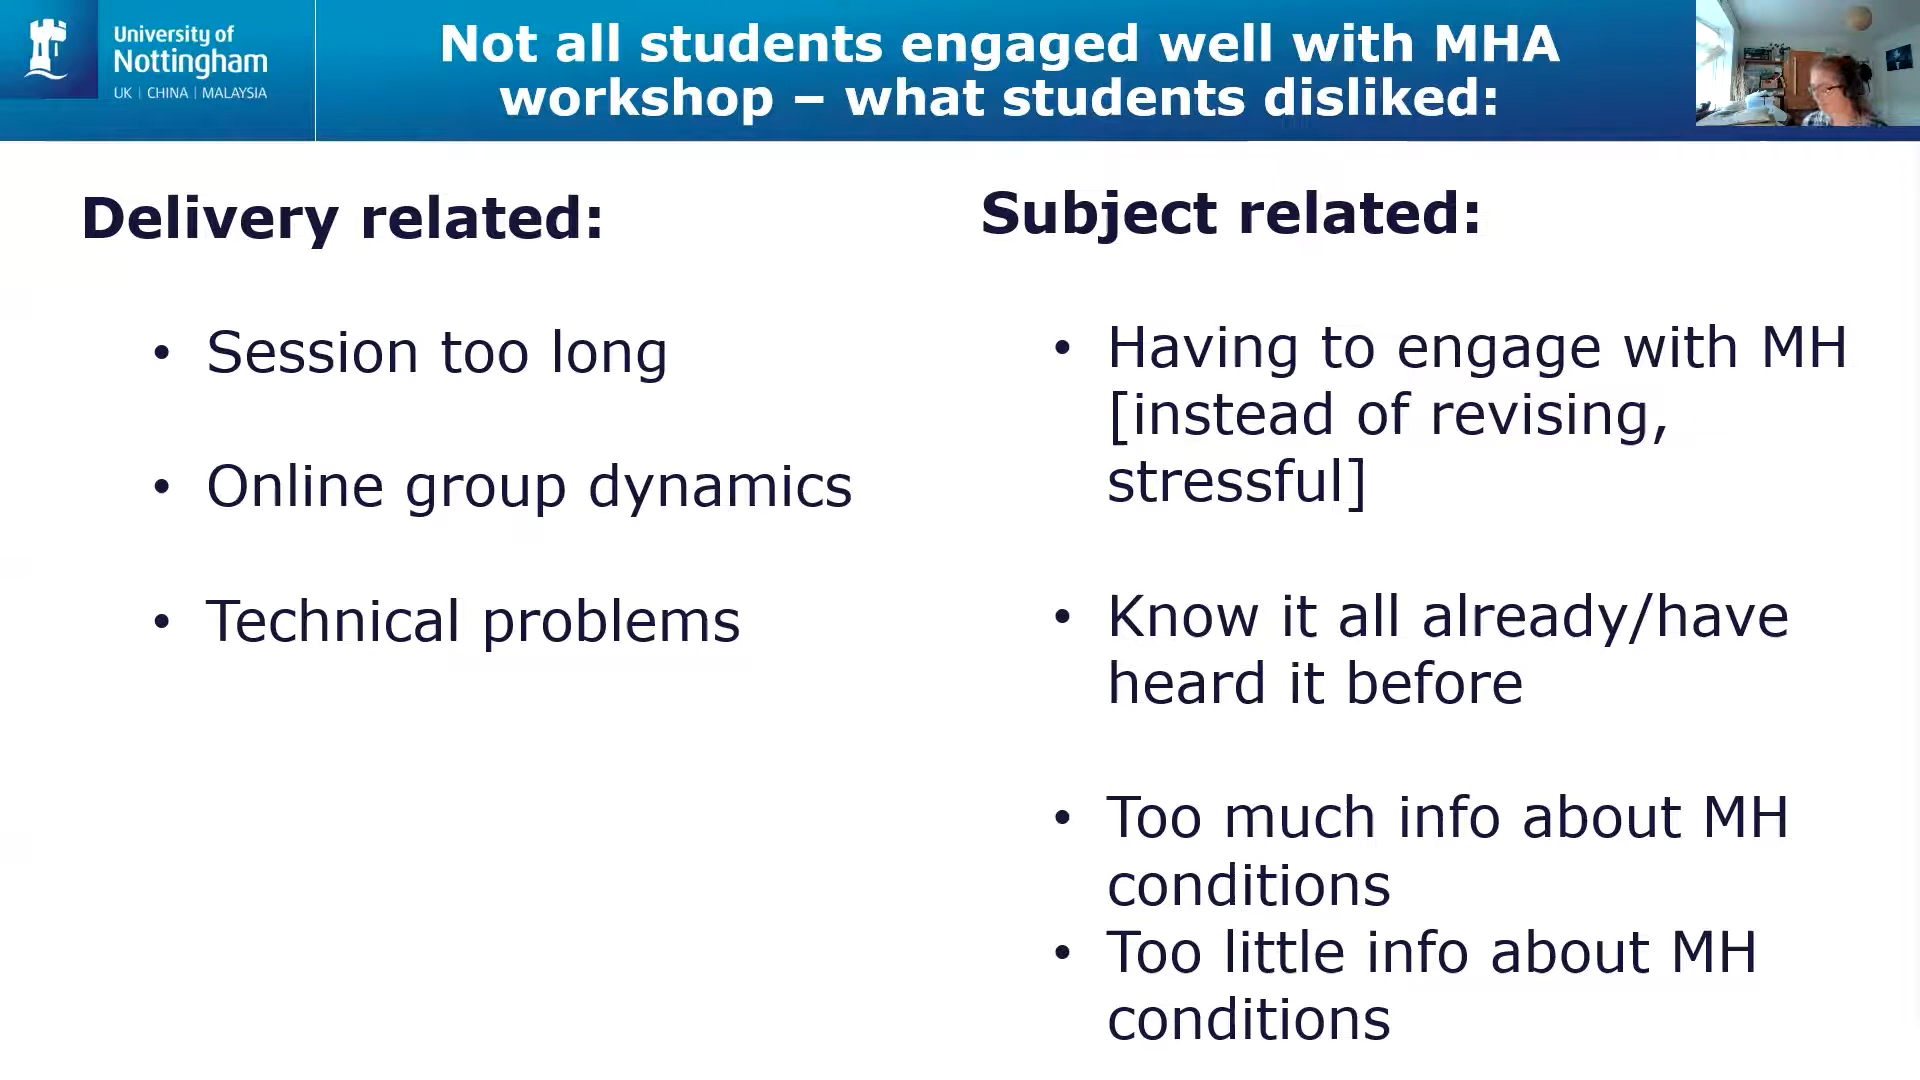 University of
Nottingham
UK | CHINA | MALAYSIA
Not all students engaged well with MHA
workshop – what students disliked:
Delivery related:
• Session too long
• Online group dynamics
• Technical problems
Subject related:
• Having to engage with MH
[instead of revising,
stressful]
• Know it all already/have
heard it before
• Too much info about MH
conditions
• Too little info about MH
conditions